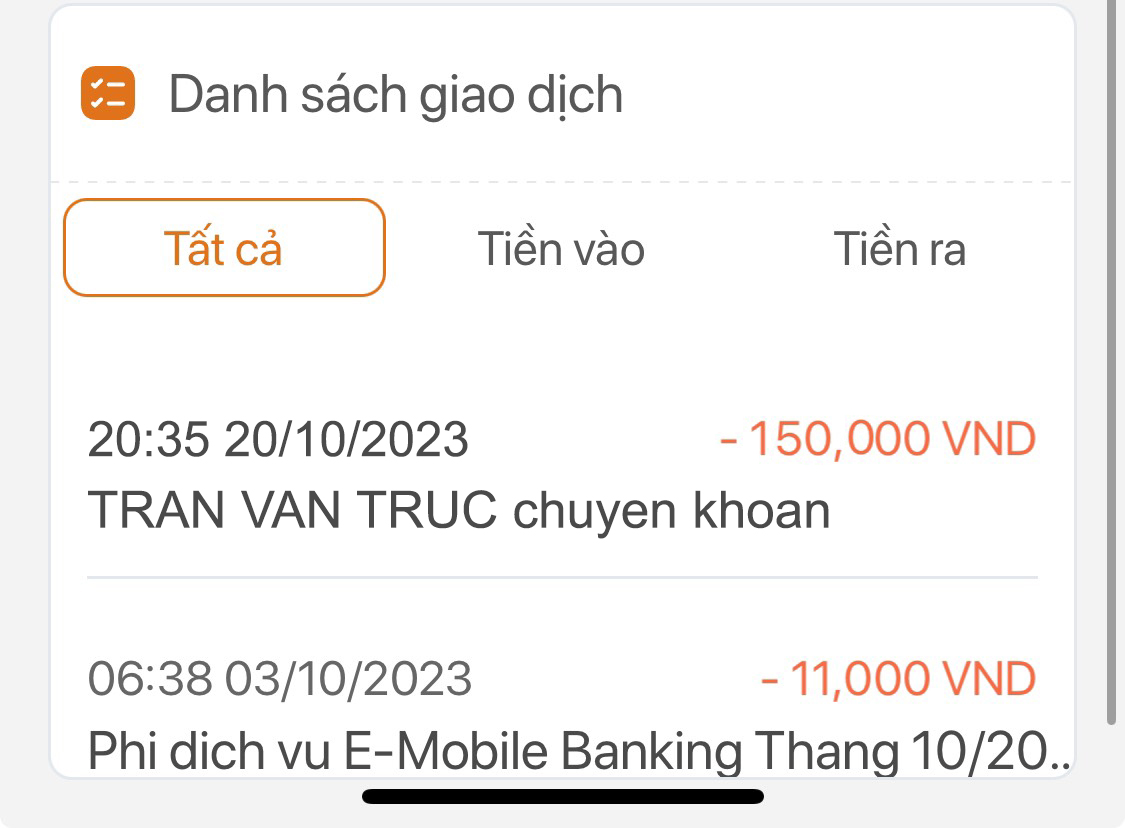 Danh sách giao dịch
Tất cả Tiền vào Tiền ra
20:35 20/10/2023 - 150,000 VND
TRAN VAN TRUC chuyen khoan
06:38 03/10/2023 - 11,000 VND
Phi dich vu E-Mobile Banking Thang 10/20..